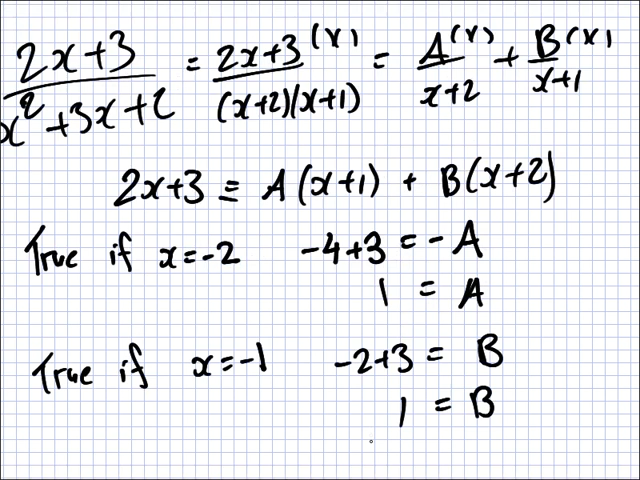 2x+3/x²+3x+2 = 2x+3 (x)/(x+2)(x+1) = A(x)/x+2 + B(x)/x+1
2x+3 ≡ A(x+1) + B(x+2)
True if x=-2 -4+3 = -A
1 = A
True if x=-1 -2+3 = B
1 = B